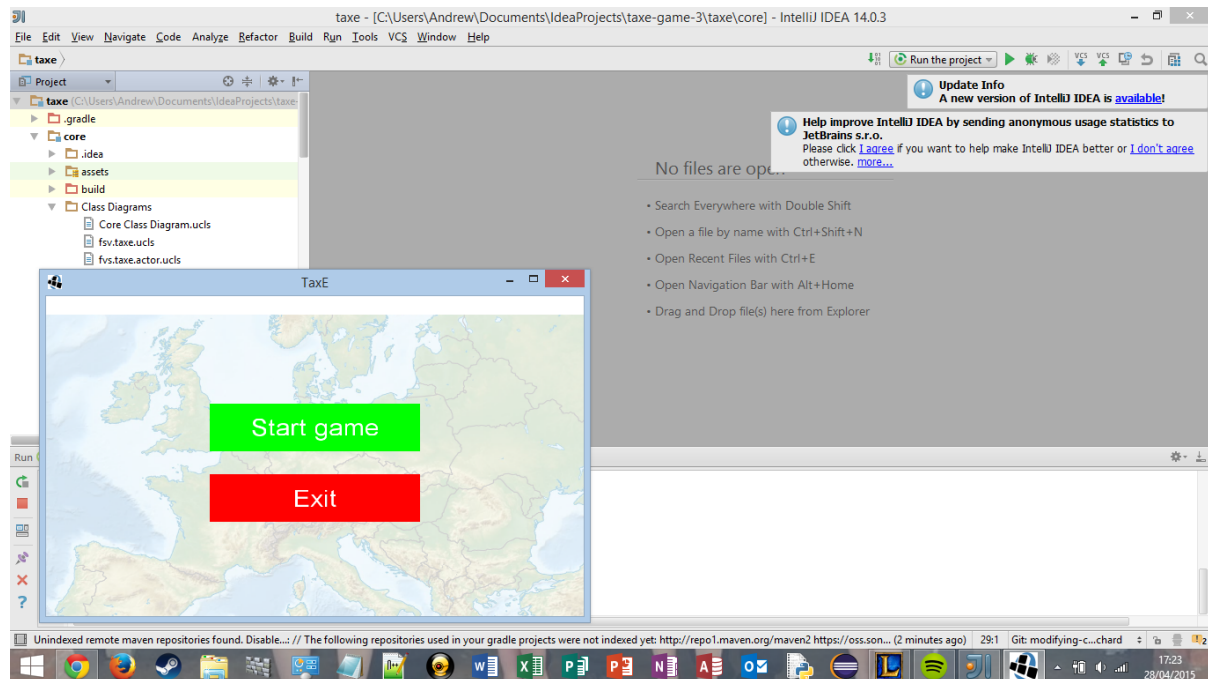 taxe - [C:\Users\Andrew\Documents\IdeaProjects\taxe-game-3\taxe\core] - IntelliJ IDEA 14.0.3
File Edit View Navigate Code Analyze Refactor Build Run Tools VCS Window Help
taxe
Run the project
VCS VCS
Project
taxe (C:\Users\Andrew\Documents\IdeaProjects\taxe-
.gradle
core
.idea
assets
build
Class Diagrams
Core Class Diagram.ucls
fsv.taxe.ucls
fvs.taxe.actor.ucls
Update Info
A new version of IntelliJ IDEA is available!
Help improve IntelliJ IDEA by sending anonymous usage statistics to
JetBrains s.r.o.
Please click I agree if you want to help make IntelliJ IDEA better or I don't agree
otherwise. more...
No files are open
• Search Everywhere with Double Shift
• Open a file by name with Ctrl+Shift+N
• Open Recent Files with Ctrl+E
• Open Navigation Bar with Alt+Home
• Drag and Drop file(s) here from Explorer
TaxE
Start game
Exit
Run
Unindexed remote maven repositories found. Disable...: // The following repositories used in your gradle projects were not indexed yet: http://repo1.maven.org/maven2 https://oss.son... (2 minutes ago) 29:1 Git: modifying-c...chard
17:23
28/04/2015